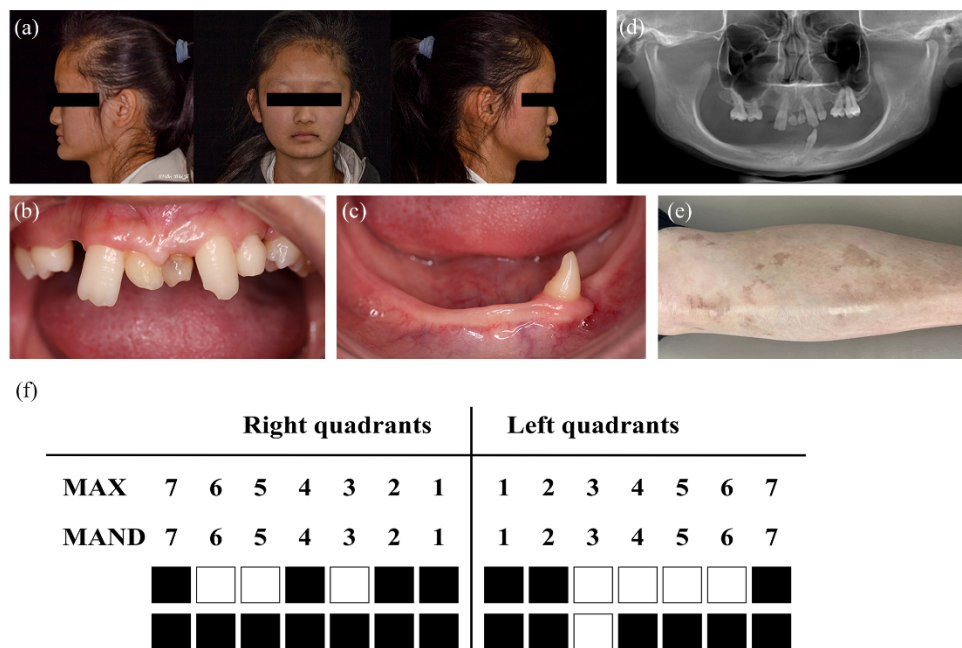 (a)
(d)
(b)
(c)
(e)
(f)
Right quadrants Left quadrants
MAX 7 6 5 4 3 2 1 1 2 3 4 5 6 7
MAND 7 6 5 4 3 2 1 1 2 3 4 5 6 7